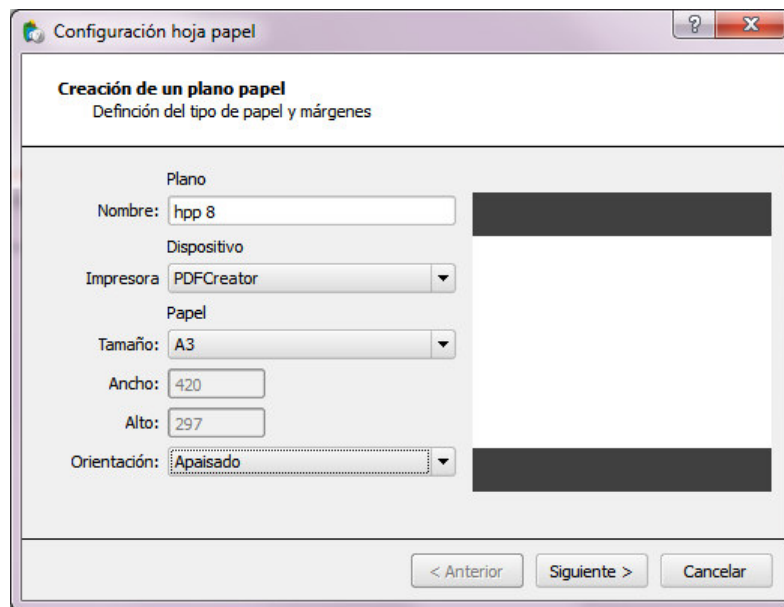 Configuración hoja papel
Creación de un plano papel
Definción del tipo de papel y márgenes
Plano
Nombre: hpp 8
Dispositivo
Impresora PDFCreator
Papel
Tamaño: A3
Ancho: 420
Alto: 297
Orientación: Apaisado
< Anterior Siguiente > Cancelar